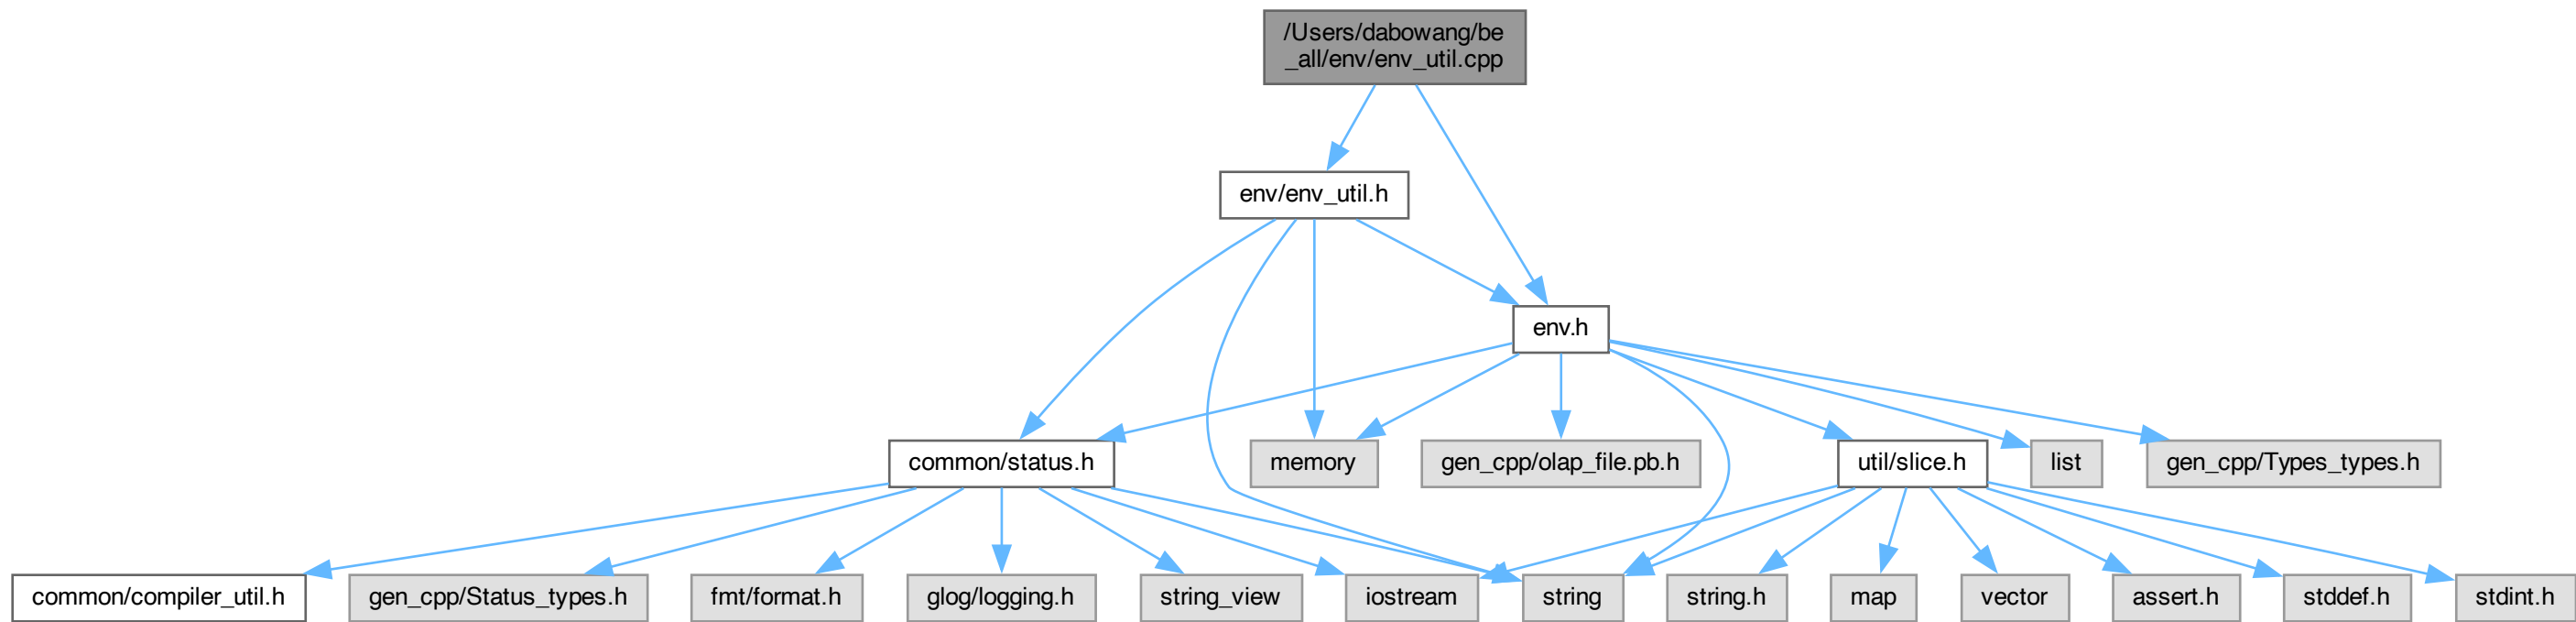 /Users/dabowang/be
_all/env/env_util.cpp
env/env_util.h
env.h
common/status.h
memory
gen_cpp/olap_file.pb.h
util/slice.h
list
gen_cpp/Types_types.h
common/compiler_util.h
gen_cpp/Status_types.h
fmt/format.h
glog/logging.h
string_view
iostream
string
string.h
map
vector
assert.h
stddef.h
stdint.h